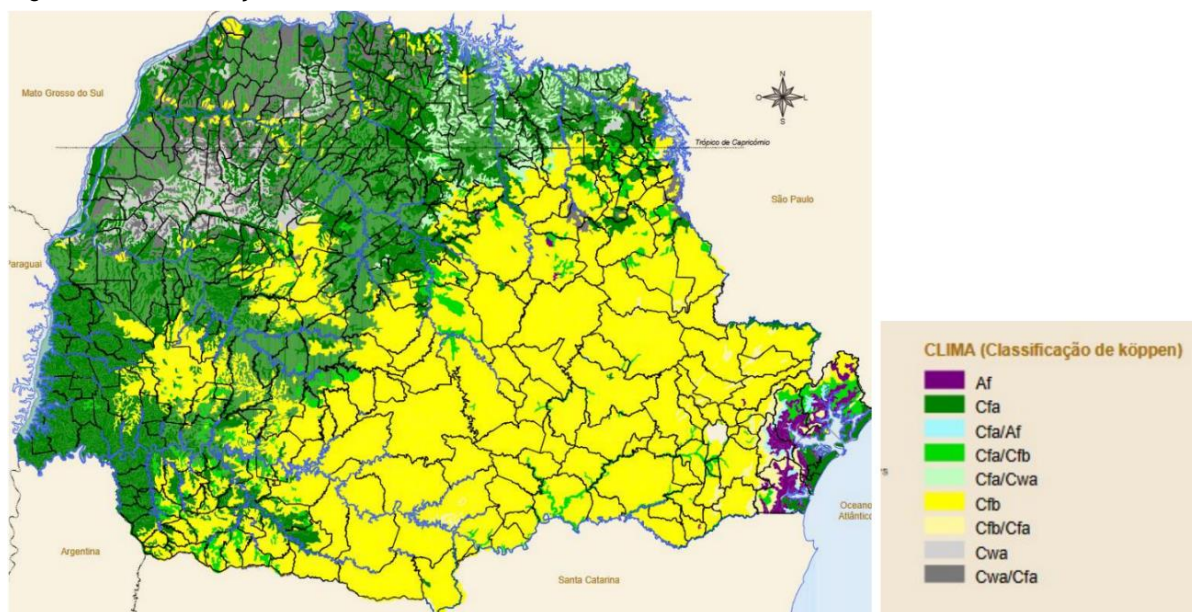 Mato Grosso do Sul
N
O
L
S
Trópico de Capricórnio
São Paulo
Paraguai
Argentina
Santa Catarina
Oceano
Atlântico
CLIMA (Classificação de köppen)
Af
Cfa
Cfa/Af
Cfa/Cfb
Cfa/Cwa
Cfb
Cfb/Cfa
Cwa
Cwa/Cfa